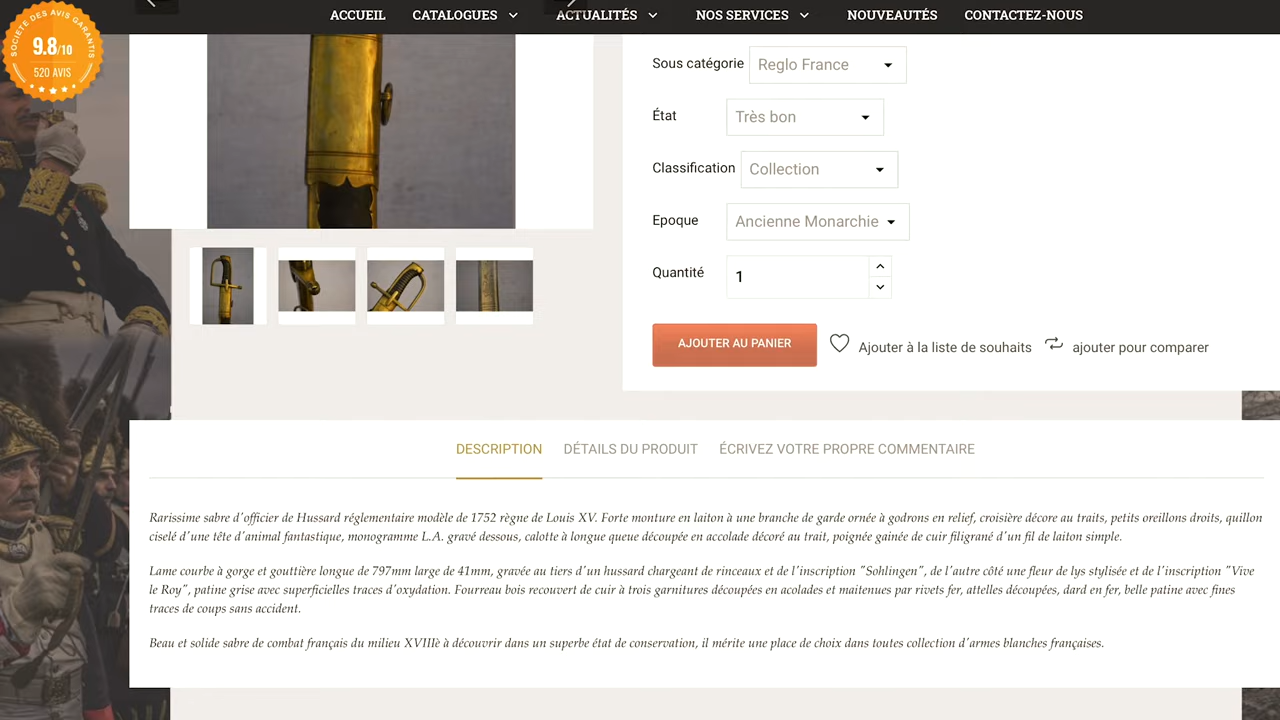 ACCUEIL CATALOGUES ACTUALITÉS NOS SERVICES NOUVEAUTÉS CONTACTEZ-NOUS
SOCIETE DES AVIS GARANTIS
9.8/10
520 AVIS
Sous catégorie Reglo France
État Très bon
Classification Collection
Epoque Ancienne Monarchie
Quantité 1
AJOUTER AU PANIER Ajouter à la liste de souhaits ajouter pour comparer
DESCRIPTION DÉTAILS DU PRODUIT ÉCRIVEZ VOTRE PROPRE COMMENTAIRE
Rarissime sabre d'officier de Hussard réglementaire modèle de 1752 règne de Louis XV. Forte monture en laiton à une branche de garde ornée à godrons en relief, croisière décore au traits, petits oreillons droits, quillon
ciselé d'une tête d'animal fantastique, monogramme L.A. gravé dessous, calotte à longue queue découpée en accolade décoré au trait, poignée gainée de cuir filigrané d'un fil de laiton simple.
Lame courbe à gorge et gouttière longue de 797mm large de 41mm, gravée au tiers d'un hussard chargeant de rinceaux et de l'inscription "Sohlingen", de l'autre côté une fleur de lys stylisée et de l'inscription "Vive
le Roy", patine grise avec superficielles traces d'oxydation. Fourreau bois recouvert de cuir à trois garnitures découpées en acolades et maitenues par rivets fer, attelles découpées, dard en fer, belle patine avec fines
traces de coups sans accident.
Beau et solide sabre de combat français du milieu XVIIIè à découvrir dans un superbe état de conservation, il mérite une place de choix dans toutes collection d'armes blanches françaises.